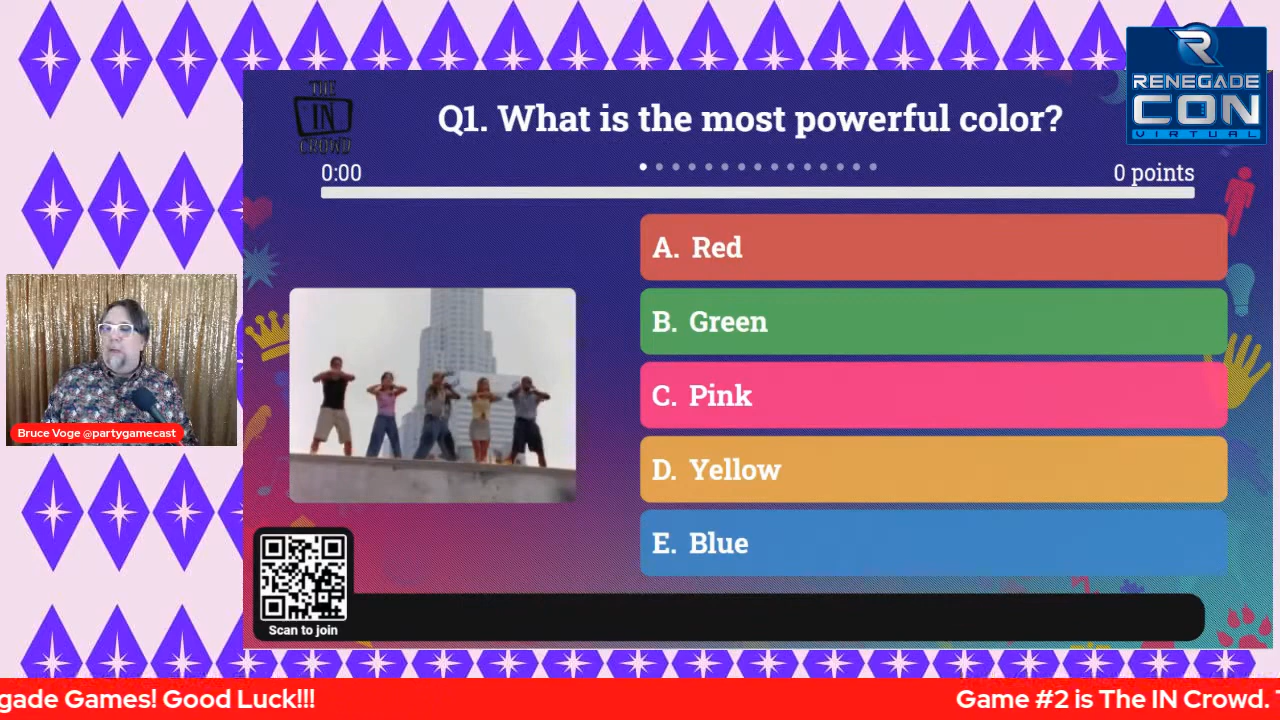 RENEGADE
CON
VIRTUAL
THE
IN
CROWD
Q1. What is the most powerful color?
0:00
0 points
A. Red
B. Green
C. Pink
D. Yellow
E. Blue
Bruce Voge @partygamecast
Scan to join
gade Games! Good Luck!!!
Game #2 is The IN Crowd.